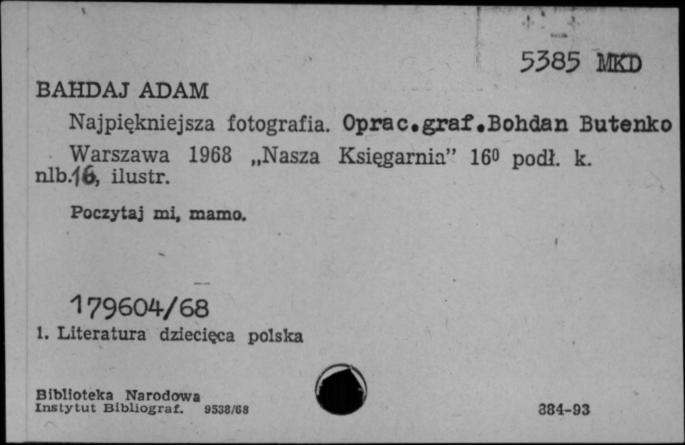 5385 MKD
BAHDAJ ADAM
Najpiękniejsza fotografia. Oprac.graf.Bohdan Butenko
Warszawa 1968 „Nasza Księgarnia” 16⁰ podł. k.
nlb.16, ilustr.
Poczytaj mi, mamo.
179604/68
1. Literatura dziecięca polska
Biblioteka Narodowa
Instytut Bibliograf. 9538/68 384-93